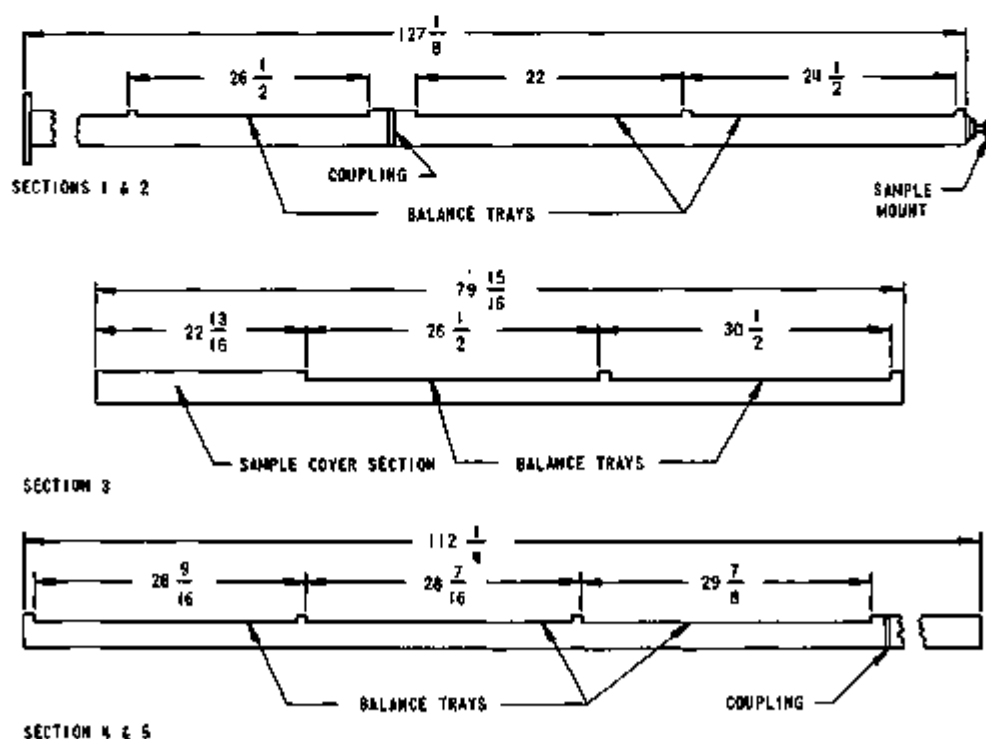 127 1/8
26 1/2 22 24 1/2
COUPLING
SECTIONS 1 & 2
BALANCE TRAYS
SAMPLE
MOUNT
79 15/16
22 13/16 26 1/2 30 1/2
SAMPLE COVER SECTION BALANCE TRAYS
SECTION 3
112 1/4
28 9/16 28 7/16 29 7/8
BALANCE TRAYS COUPLING
SECTION 4 & 5